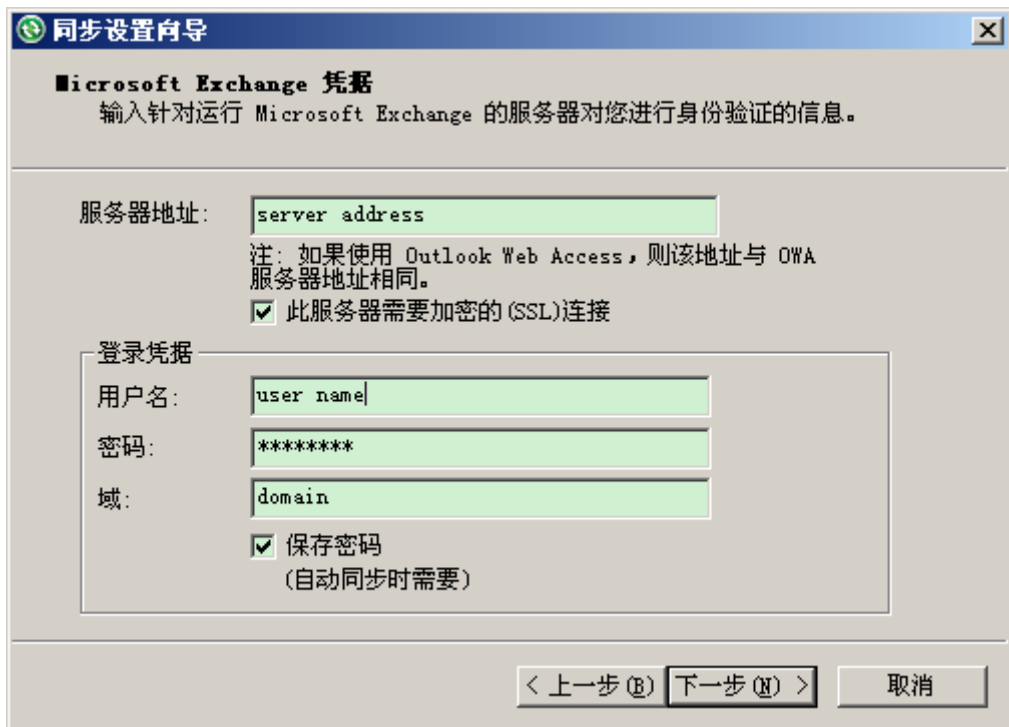 同步设置向导
Microsoft Exchange 凭据
输入针对运行 Microsoft Exchange 的服务器对您进行身份验证的信息。
服务器地址: server address
注: 如果使用 Outlook Web Access,则该地址与 OWA
服务器地址相同。
此服务器需要加密的(SSL)连接
登录凭据
用户名: user name
密码: ********
域: domain
保存密码
(自动同步时需要)
< 上一步(B) 下一步(N) > 取消